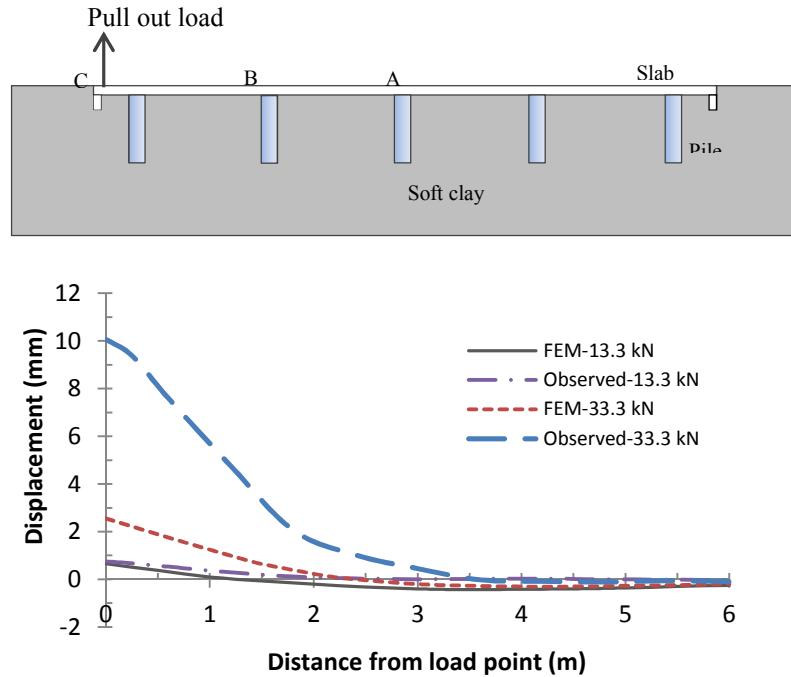 Pull out load
C
B
A
Slab
Pile
Soft clay
12
10
8
6
4
2
0
-2
Displacement (mm)
FEM-13.3 kN
Observed-13.3 kN
FEM-33.3 kN
Observed-33.3 kN
0 1 2 3 4 5 6
Distance from load point (m)